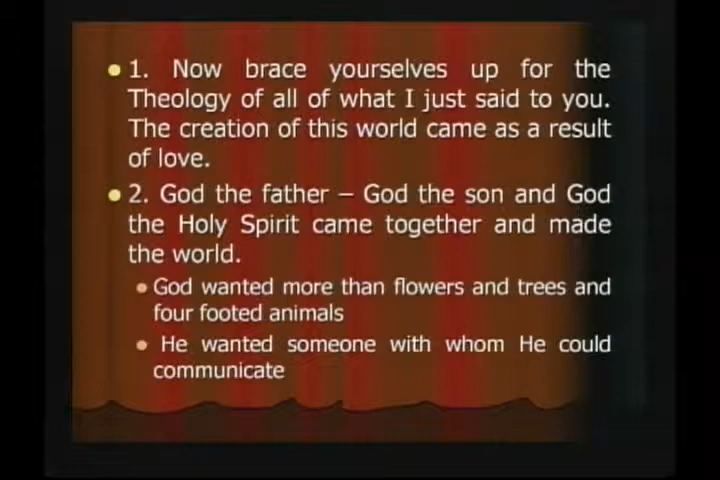 1. Now brace yourselves up for the
Theology of all of what I just said to you.
The creation of this world came as a result
of love.
2. God the father – God the son and God
the Holy Spirit came together and made
the world.
God wanted more than flowers and trees and
four footed animals
He wanted someone with whom He could
communicate